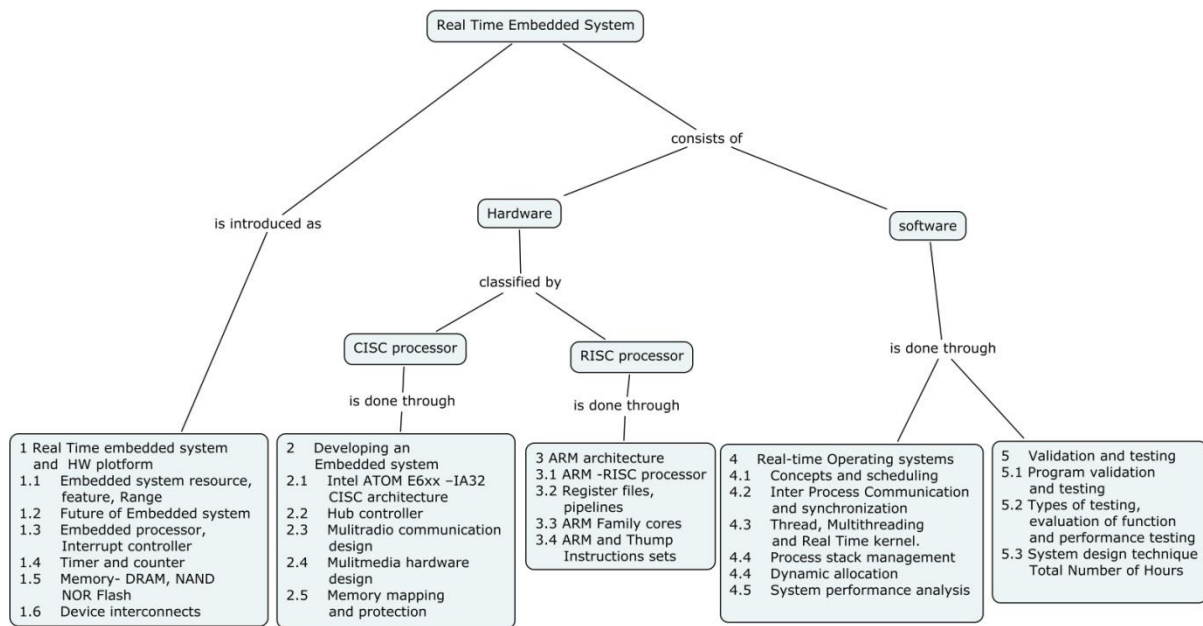 Real Time Embedded System
consists of
is introduced as
Hardware
software
classified by
CISC processor
RISC processor
is done through
is done through
is done through
1 Real Time embedded system
and HW plotform
1.1 Embedded system resource,
feature, Range
1.2 Future of Embedded system
1.3 Embedded processor,
Interrupt controller
1.4 Timer and counter
1.5 Memory- DRAM, NAND
NOR Flash
1.6 Device interconnects
2 Developing an
Embedded system
2.1 Intel ATOM E6xx –IA32
CISC architecture
2.2 Hub controller
2.3 Mulitradio communication
design
2.4 Mulitmedia hardware
design
2.5 Memory mapping
and protection
3 ARM architecture
3.1 ARM -RISC processor
3.2 Register files,
pipelines
3.3 ARM Family cores
3.4 ARM and Thump
Instructions sets
4 Real-time Operating systems
4.1 Concepts and scheduling
4.2 Inter Process Communication
and synchronization
4.3 Thread, Multithreading
and Real Time kernel.
4.4 Process stack management
4.4 Dynamic allocation
4.5 System performance analysis
5 Validation and testing
5.1 Program validation
and testing
5.2 Types of testing,
evaluation of function
and performance testing
5.3 System design technique
Total Number of Hours